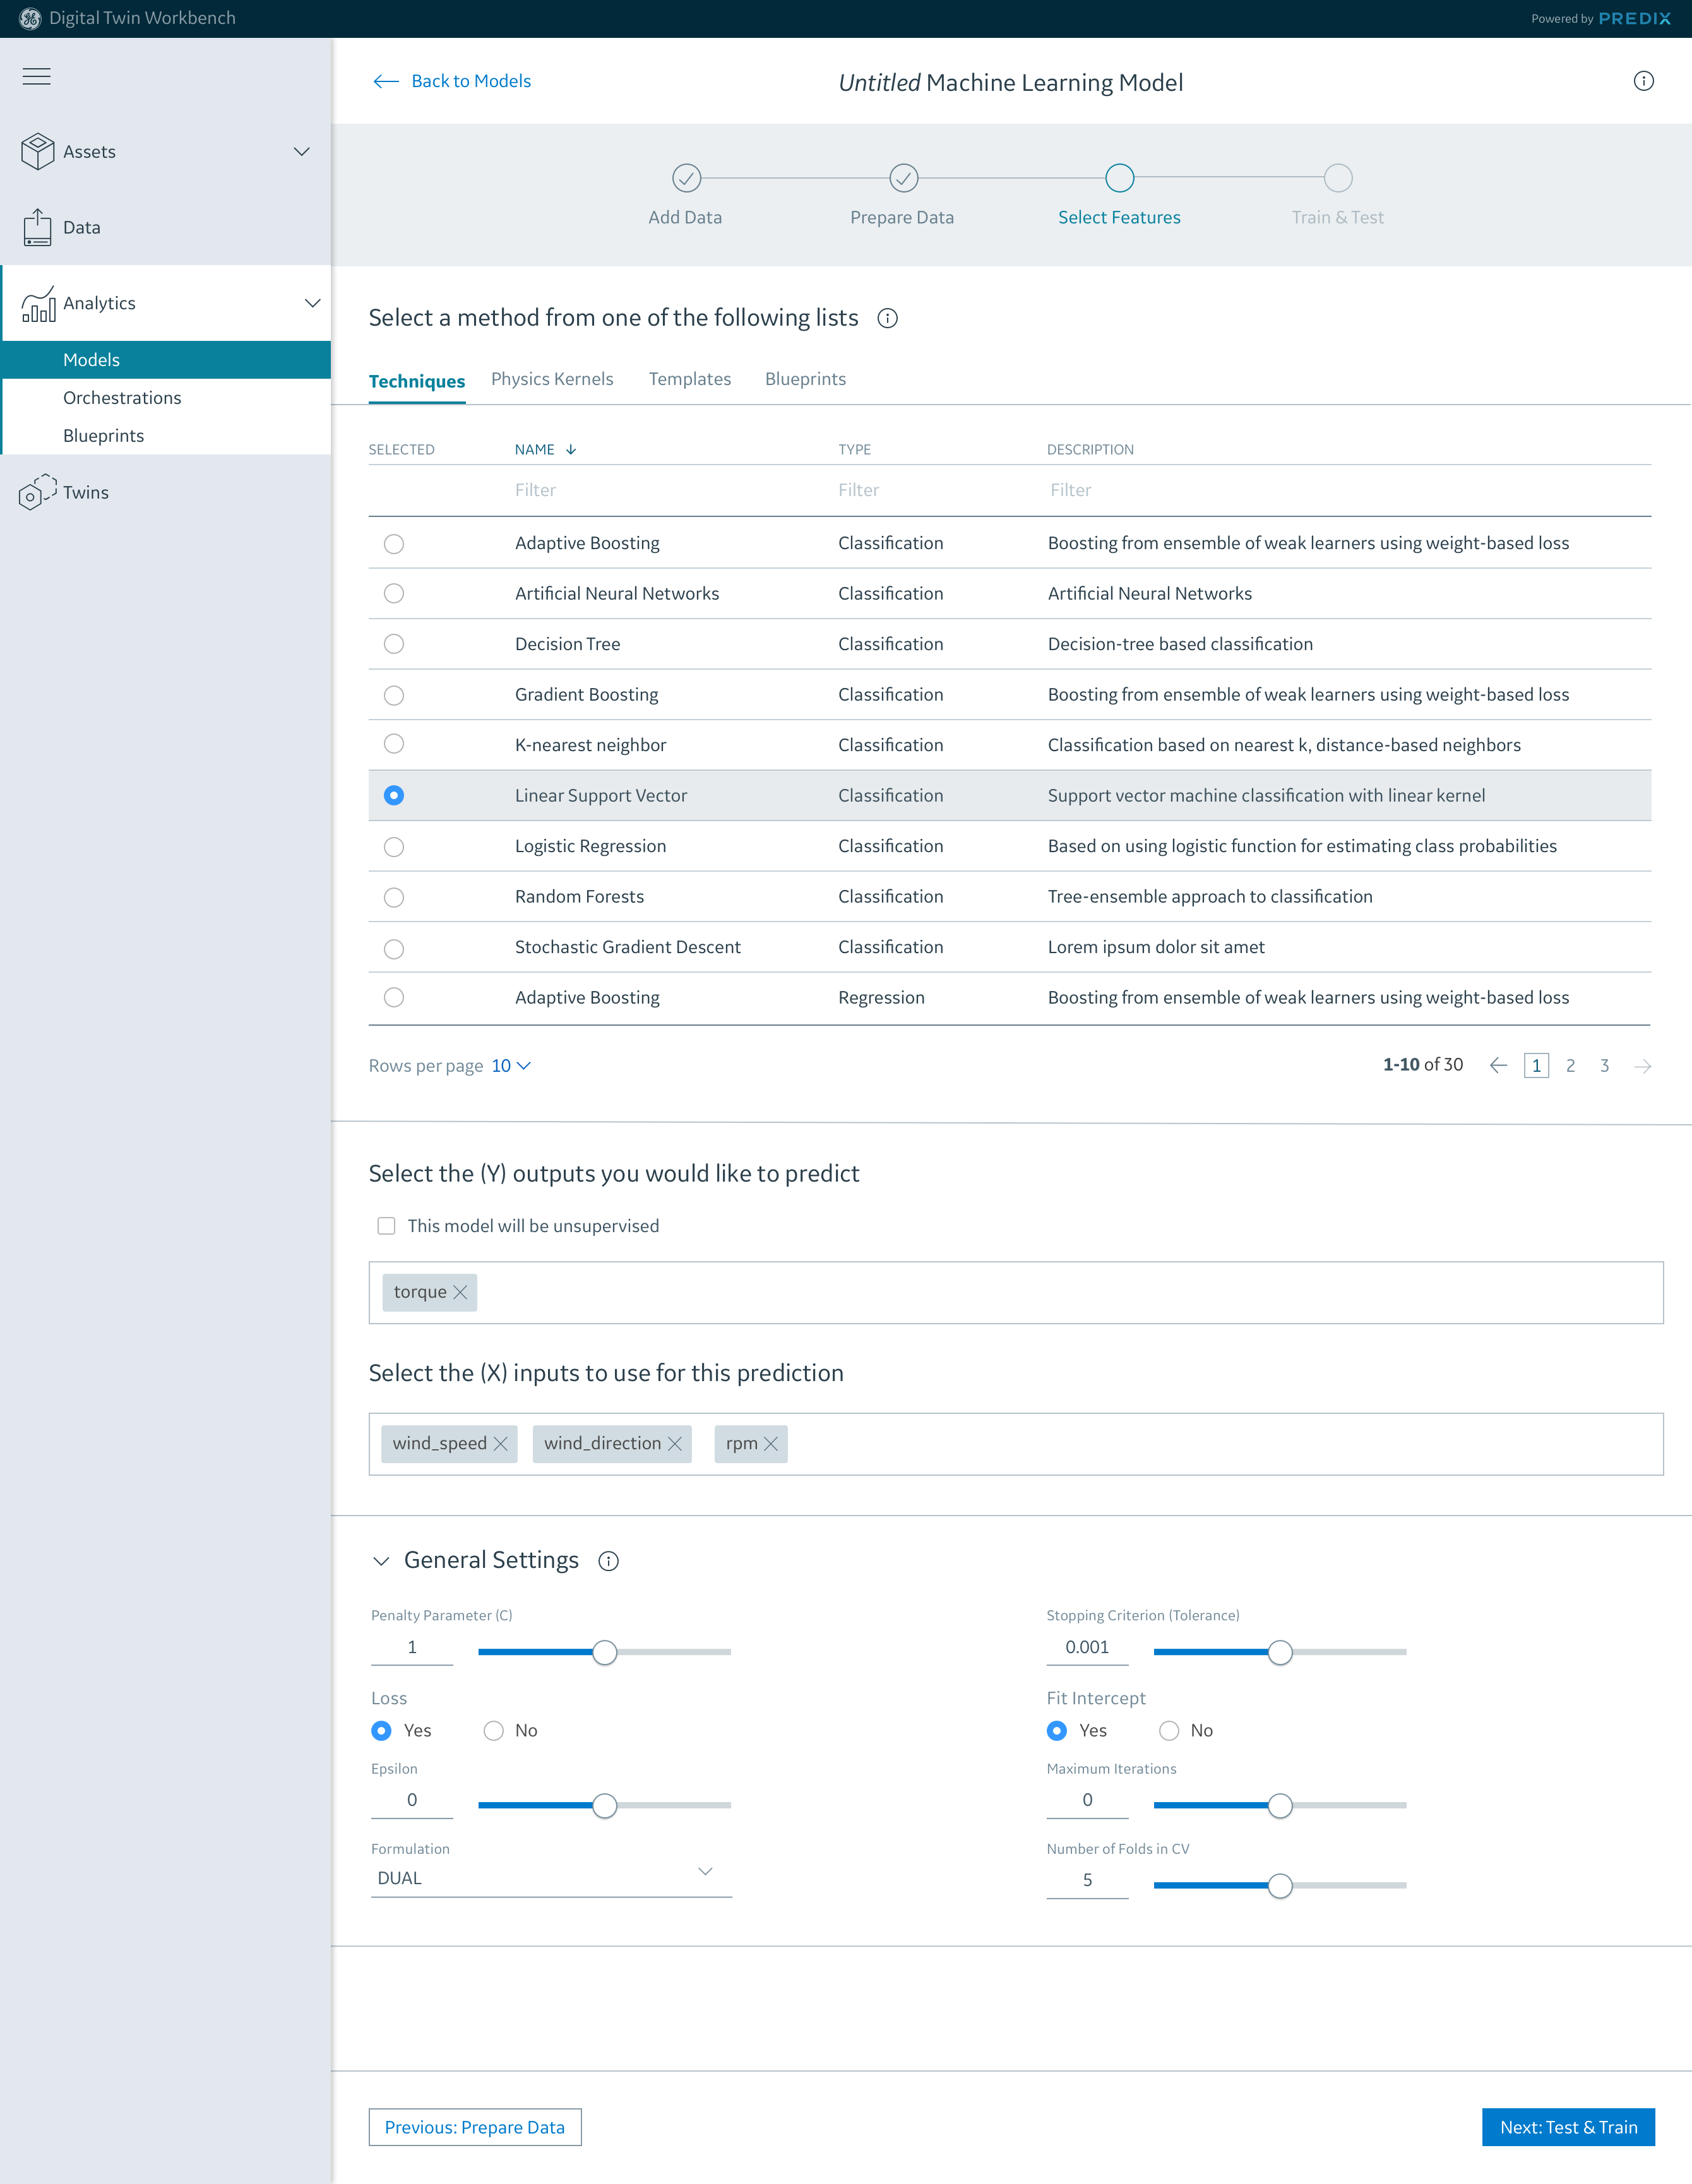 Digital Twin Workbench
Powered by PREDIX
Back to Models
Untitled Machine Learning Model
Assets
Data
Analytics
Models
Orchestrations
Blueprints
Twins
Add Data
Prepare Data
Select Features
Train & Test
Select a method from one of the following lists
Techniques Physics Kernels Templates Blueprints
SELECTED NAME TYPE DESCRIPTION
Filter Filter Filter
Adaptive Boosting Classification Boosting from ensemble of weak learners using weight-based loss
Artificial Neural Networks Classification Artificial Neural Networks
Decision Tree Classification Decision-tree based classification
Gradient Boosting Classification Boosting from ensemble of weak learners using weight-based loss
K-nearest neighbor Classification Classification based on nearest k, distance-based neighbors
Linear Support Vector Classification Support vector machine classification with linear kernel
Logistic Regression Classification Based on using logistic function for estimating class probabilities
Random Forests Classification Tree-ensemble approach to classification
Stochastic Gradient Descent Classification Lorem ipsum dolor sit amet
Adaptive Boosting Regression Boosting from ensemble of weak learners using weight-based loss
Rows per page 10
1-10 of 30 1 2 3
Select the (Y) outputs you would like to predict
This model will be unsupervised
torque
Select the (X) inputs to use for this prediction
wind_speed wind_direction rpm
General Settings
Penalty Parameter (C) Stopping Criterion (Tolerance)
1 0.001
Loss Fit Intercept
Yes No Yes No
Epsilon Maximum Iterations
0 0
Formulation Number of Folds in CV
DUAL 5
Previous: Prepare Data
Next: Test & Train